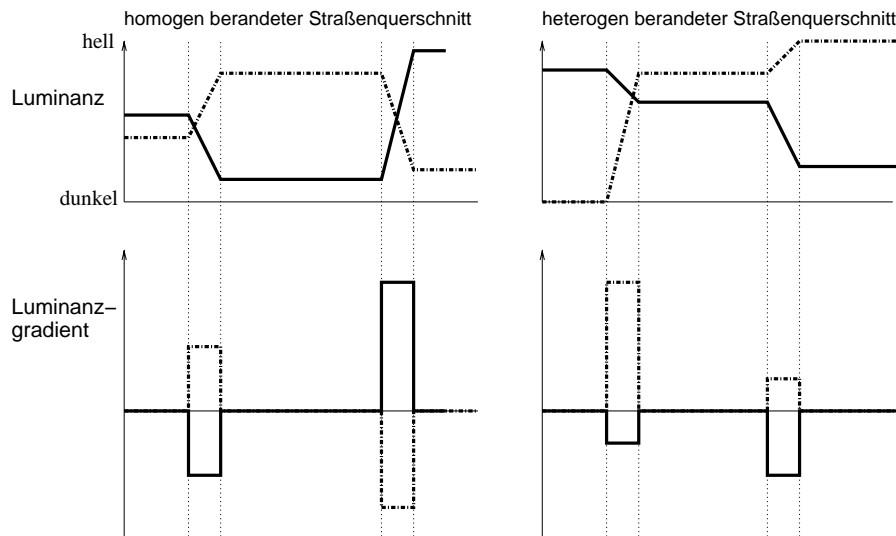 homogen berandeter Straßenquerschnitt
heterogen berandeter Straßenquerschnitt
hell
Luminanz
dunkel
Luminanz–
gradient